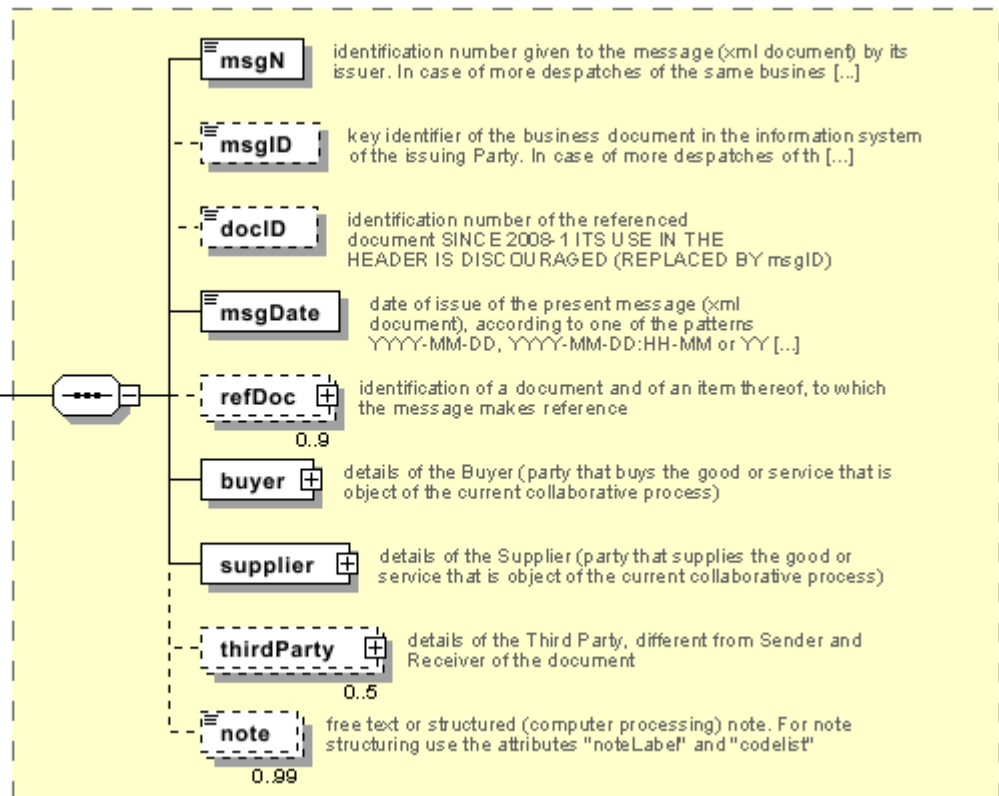 msgN
identification number given to the message (xml document) by its
issuer. In case of more despatches of the same busines [...]
msgID
key identifier of the business document in the information system
of the issuing Party. In case of more despatches of th [...]
docID
identification number of the referenced
document SINCE 2008-1 ITS USE IN THE
HEADER IS DISCOURAGED (REPLACED BY msgID)
msgDate
date of issue of the present message (xml
document), according to one of the patterns
YYYY-MM-DD, YYYY-MM-DD:HH-MM or YY [...]
refDoc
identification of a document and of an item thereof, to which
the message makes reference
0..9
buyer
details of the Buyer (party that buys the good or service that is
object of the current collaborative process)
supplier
details of the Supplier (party that supplies the good or
service that is object of the current collaborative process)
thirdParty
details of the Third Party, different from Sender and
Receiver of the document
0..5
note
free text or structured (computer processing) note. For note
structuring use the attributes "noteLabel" and "codelist"
0..99